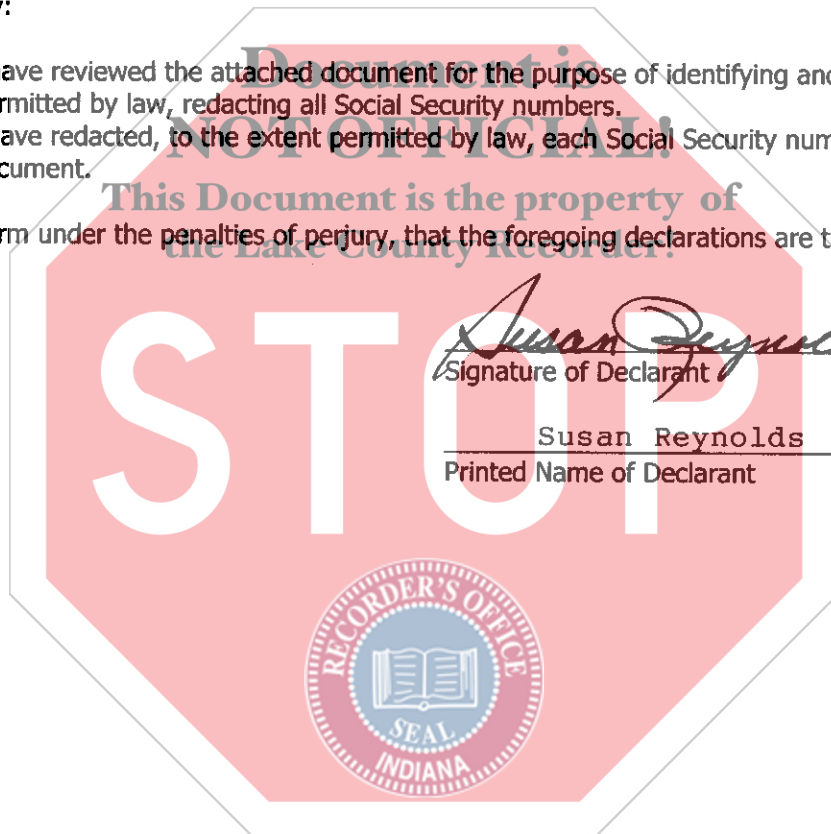 ave reviewed the attached document for the purpose of identifying and
rmitted by law, redacting all Social Security numbers.
ave redacted, to the extent permitted by law, each Social Security num
cument.
rm under the penalties of perjury, that the foregoing declarations are t
Document is
NOT OFFICIAL!
This Document is the property of
the Lake County Recorder!
STOP
Susan Reynol
Signature of Declarant
Susan Reynolds
Printed Name of Declarant
RECORDER'S OFFICE
SEAL
INDIANA